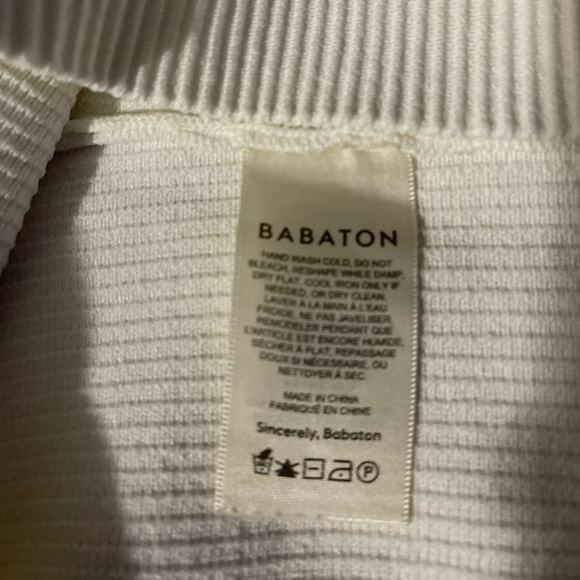 BABATON
HAND WASH COLD, DO NOT
BLEACH, RESHAPE WHILE DAMP,
DRY FLAT, COOL IRON ONLY IF
NEEDED, OR DRY CLEAN.
LAVER À LA MAIN À L'EAU
FROIDE, NE PAS JAVELISER,
REMODELER PENDANT QUE
L'ARTICLE EST ENCORE HUMIDE,
SÉCHER À PLAT, REPASSAGE
DOUX SI NÉCESSAIRE, OU
NETTOYER À SEC.
MADE IN CHINA
FABRIQUÉ EN CHINE
Sincerely, Babaton
P